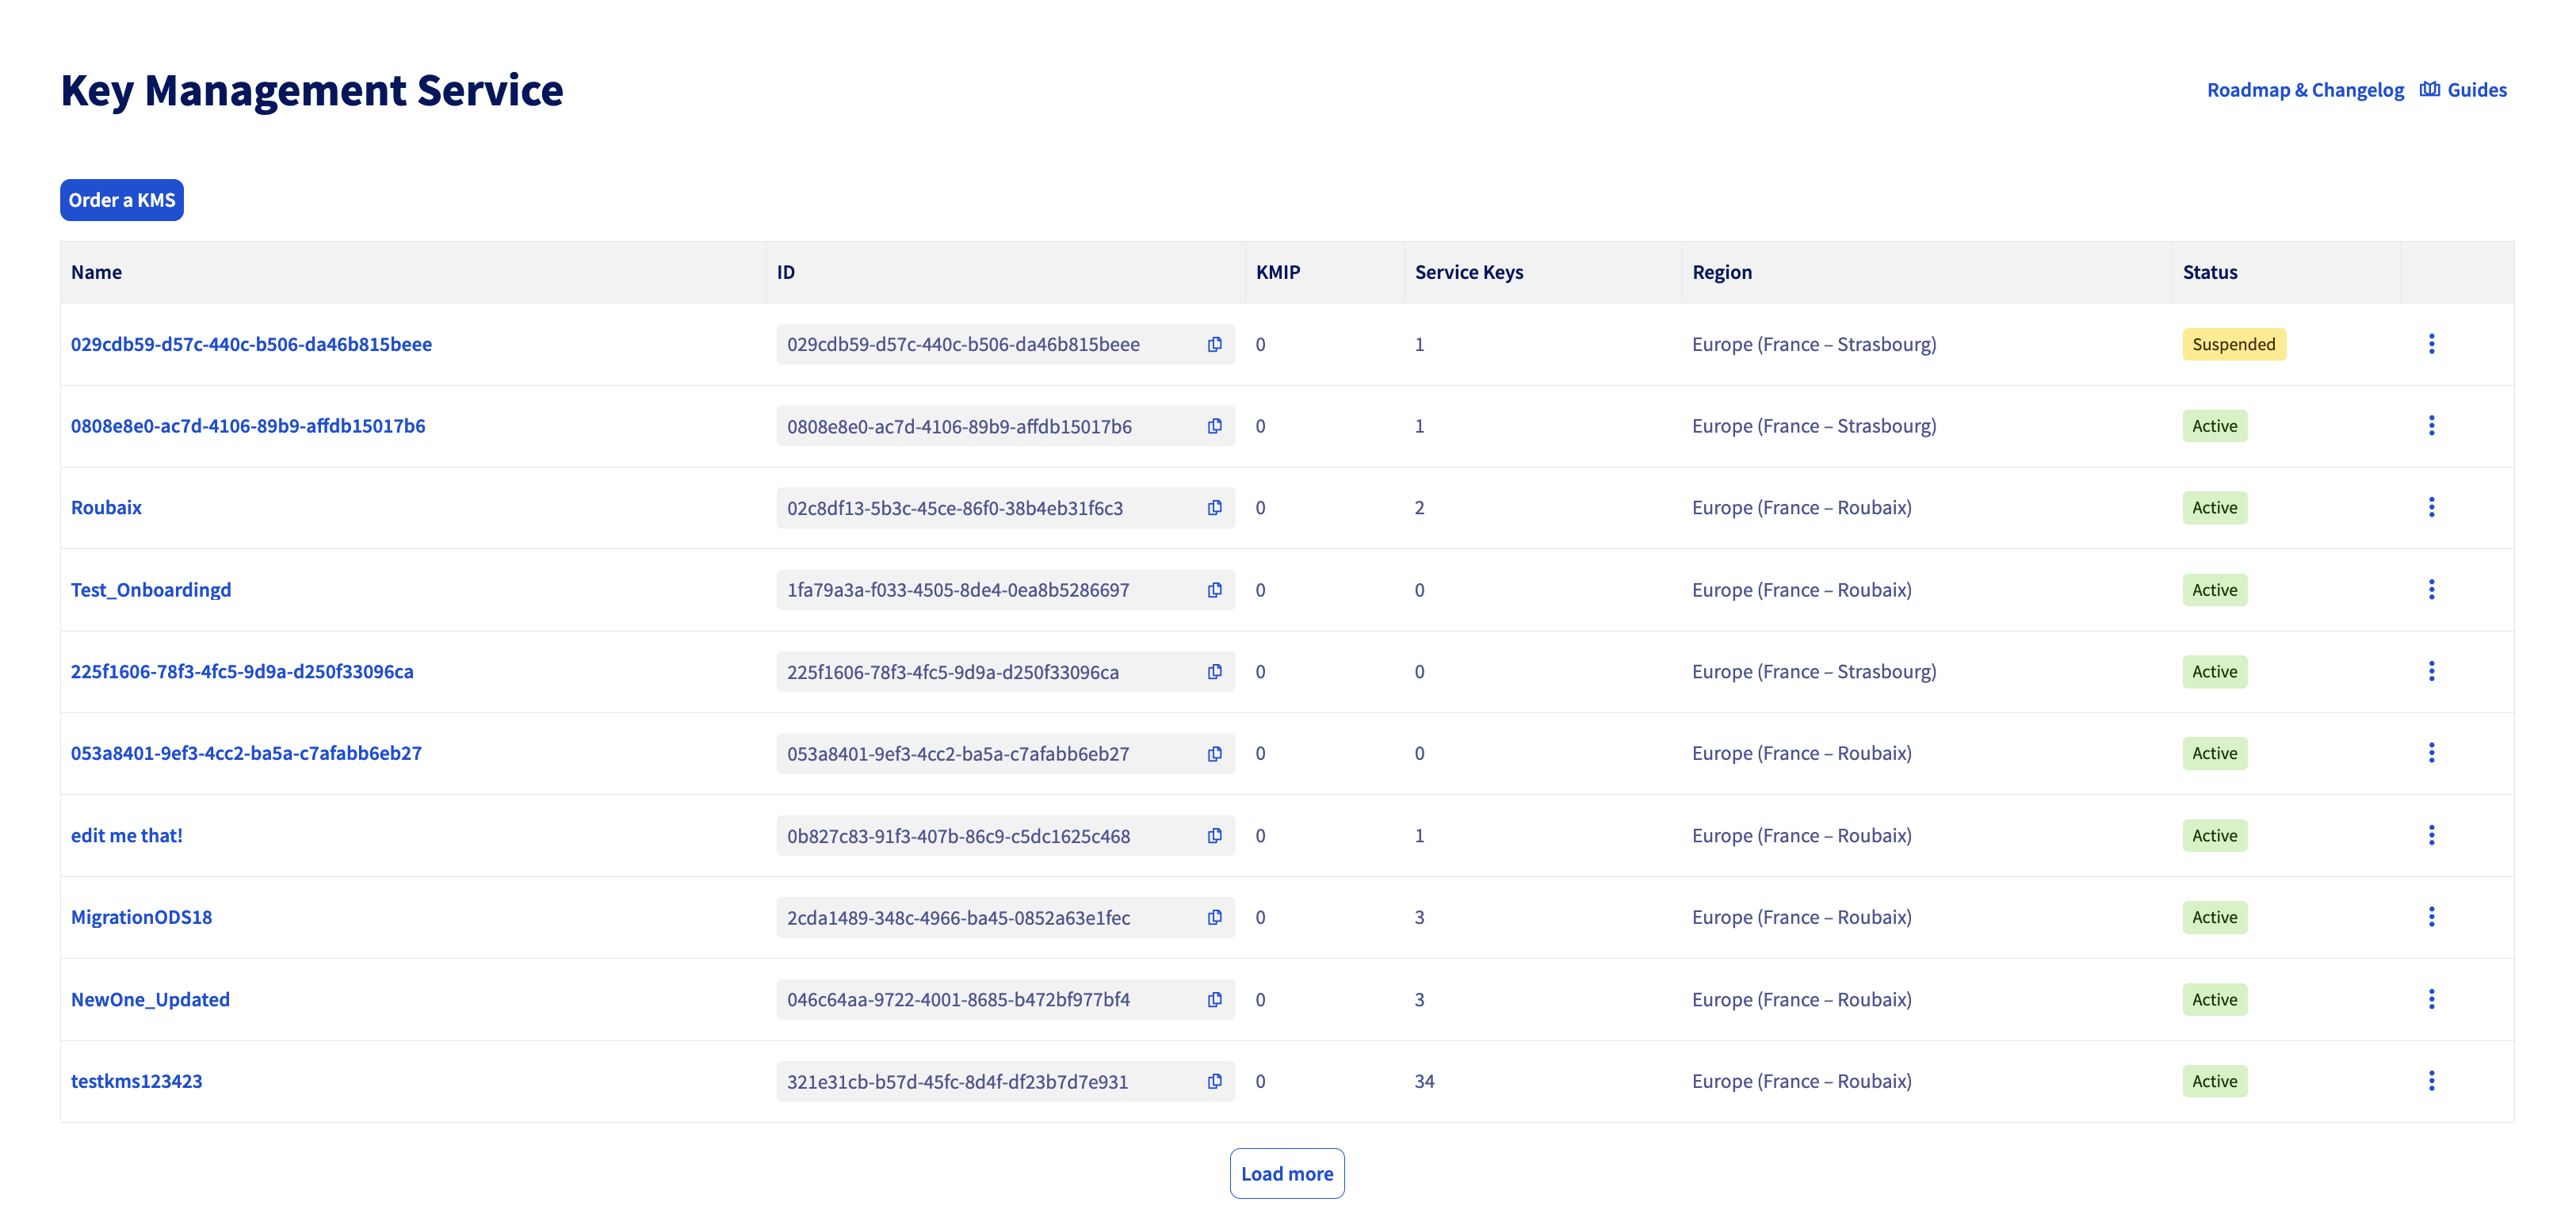 Key Management Service
Roadmap & Changelog Guides
Order a KMS
Name ID KMIP Service Keys Region Status
029cdb59-d57c-440c-b506-da46b815beee 029cdb59-d57c-440c-b506-da46b815beee 0 1 Europe (France – Strasbourg) Suspended
0808e8e0-ac7d-4106-89b9-affdb15017b6 0808e8e0-ac7d-4106-89b9-affdb15017b6 0 1 Europe (France – Strasbourg) Active
Roubaix 02c8df13-5b3c-45ce-86f0-38b4eb31f6c3 0 2 Europe (France – Roubaix) Active
Test_Onboardingd 1fa79a3a-f033-4505-8de4-0ea8b5286697 0 0 Europe (France – Roubaix) Active
225f1606-78f3-4fc5-9d9a-d250f33096ca 225f1606-78f3-4fc5-9d9a-d250f33096ca 0 0 Europe (France – Strasbourg) Active
053a8401-9ef3-4cc2-ba5a-c7afabb6eb27 053a8401-9ef3-4cc2-ba5a-c7afabb6eb27 0 0 Europe (France – Roubaix) Active
edit me that! 0b827c83-91f3-407b-86c9-c5dc1625c468 0 1 Europe (France – Roubaix) Active
MigrationODS18 2cda1489-348c-4966-ba45-0852a63e1fec 0 3 Europe (France – Roubaix) Active
NewOne_Updated 046c64aa-9722-4001-8685-b472bf977bf4 0 3 Europe (France – Roubaix) Active
testkms123423 321e31cb-b57d-45fc-8d4f-df23b7d7e931 0 34 Europe (France – Roubaix) Active
Load more